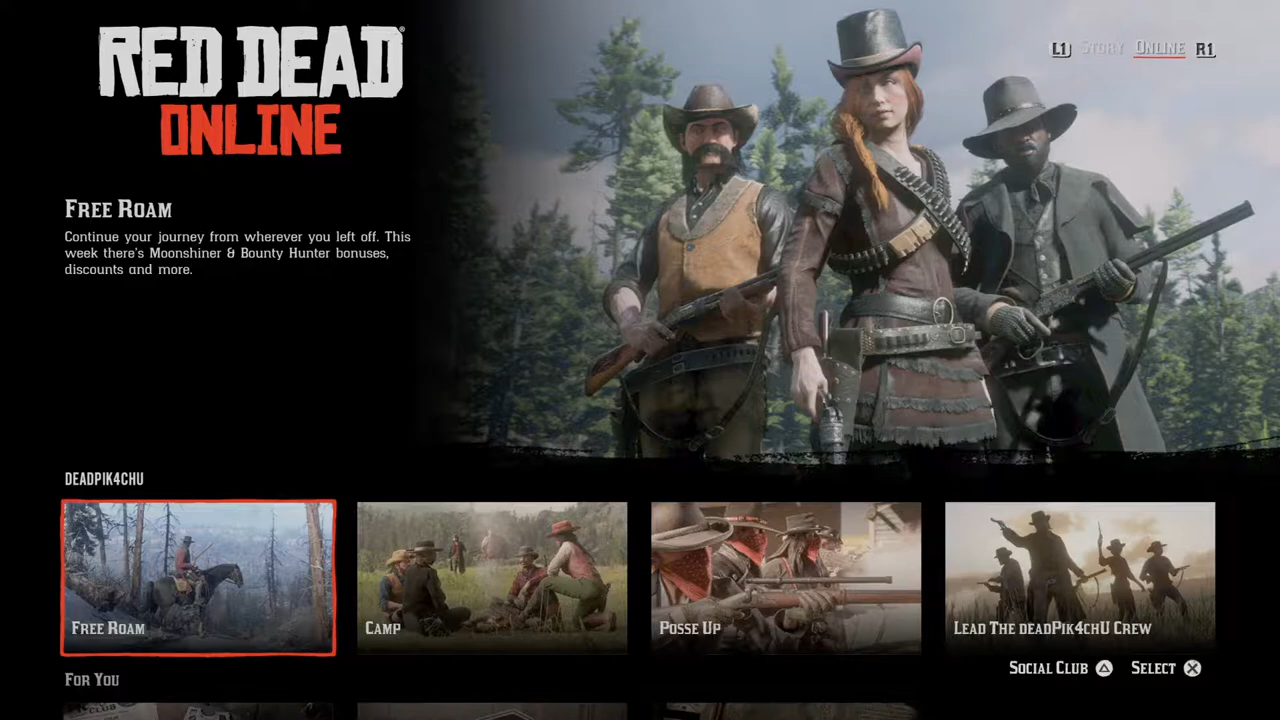 RED DEAD®
ONLINE
L1 STORY ONLINE R1
FREE ROAM
Continue your journey from wherever you left off. This
week there's Moonshiner & Bounty Hunter bonuses,
discounts and more.
DEADPIK4CHU
FREE ROAM
CAMP
POSSE UP
LEAD THE deadPik4chU CREW
SOCIAL CLUB
SELECT
FOR YOU